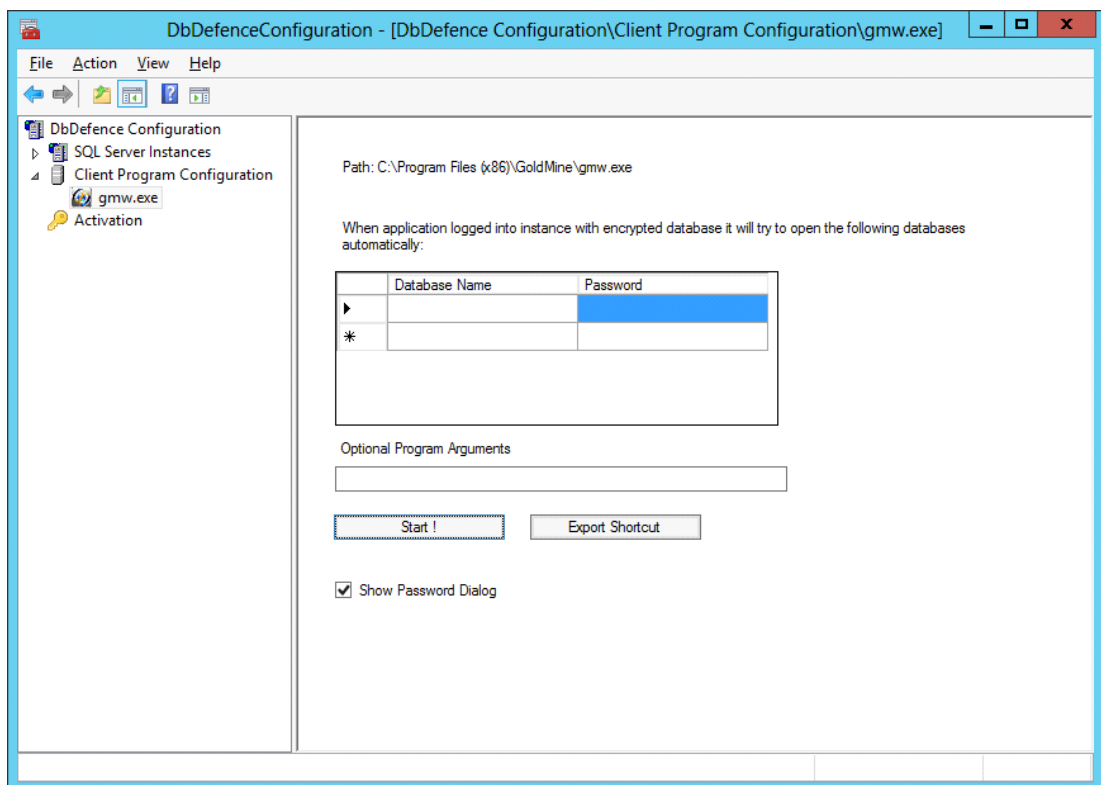 DbDefenceConfiguration - [DbDefence Configuration\Client Program Configuration\gmw.exe]
File Action View Help
DbDefence Configuration
SQL Server Instances
Client Program Configuration
gmw.exe
Activation
Path: C:\Program Files (x86)\GoldMine\gmw.exe
When application logged into instance with encrypted database it will try to open the following databases
automatically:
Database Name Password
Optional Program Arguments
Start ! Export Shortcut
Show Password Dialog